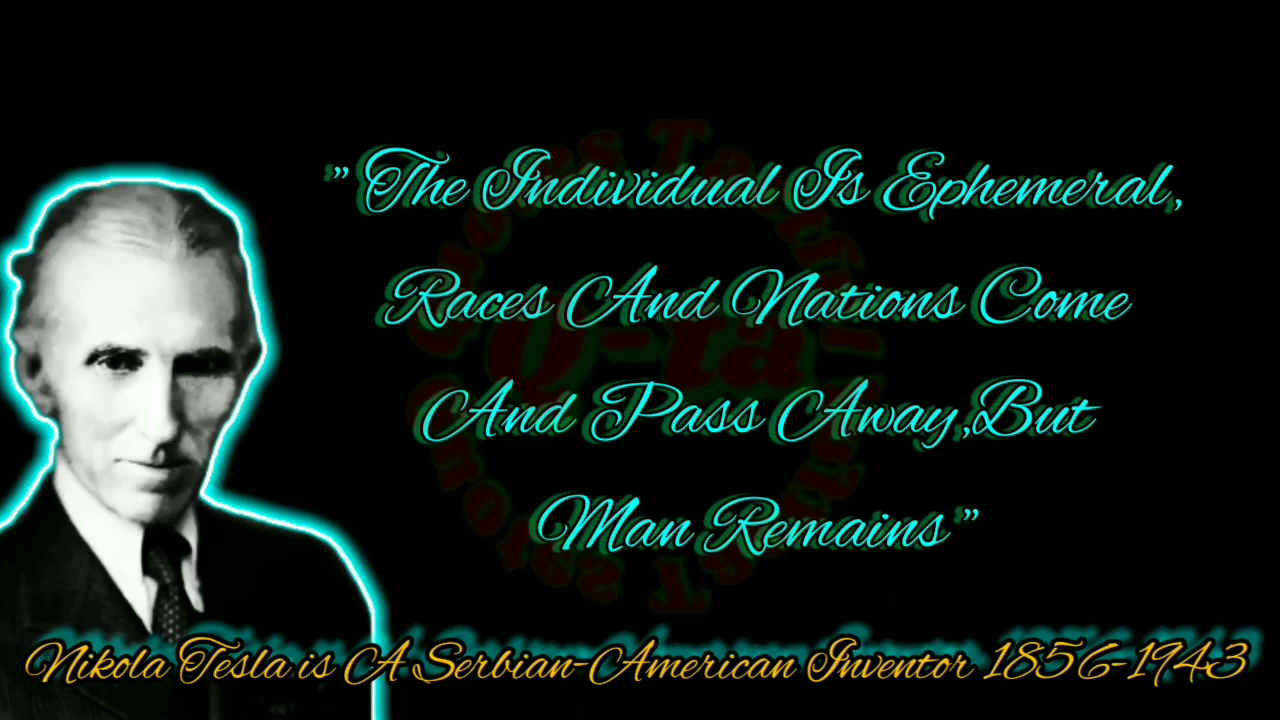 " The Individual Is Ephemeral,
Races And Nations Come
And Pass Away,But
Man Remains "
Nikola Tesla is A Serbian-American Inventor 1856-1943